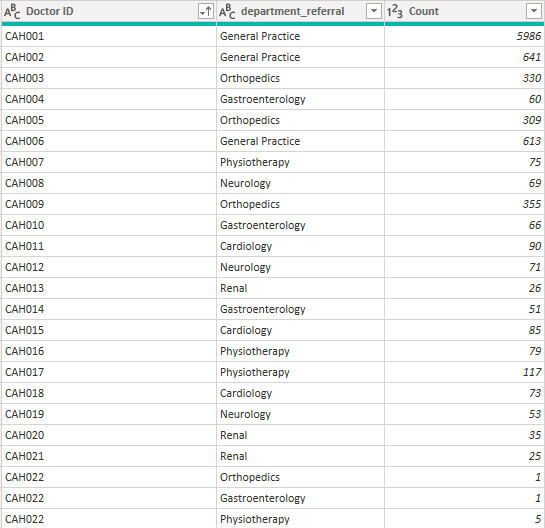 ABC Doctor ID ABC department_referral 123 Count
CAH001 General Practice 5986
CAH002 General Practice 641
CAH003 Orthopedics 330
CAH004 Gastroenterology 60
CAH005 Orthopedics 309
CAH006 General Practice 613
CAH007 Physiotherapy 75
CAH008 Neurology 69
CAH009 Orthopedics 355
CAH010 Gastroenterology 66
CAH011 Cardiology 90
CAH012 Neurology 71
CAH013 Renal 26
CAH014 Gastroenterology 51
CAH015 Cardiology 85
CAH016 Physiotherapy 79
CAH017 Physiotherapy 117
CAH018 Cardiology 73
CAH019 Neurology 53
CAH020 Renal 35
CAH021 Renal 25
CAH022 Orthopedics 1
CAH022 Gastroenterology 1
CAH022 Physiotherapy 5